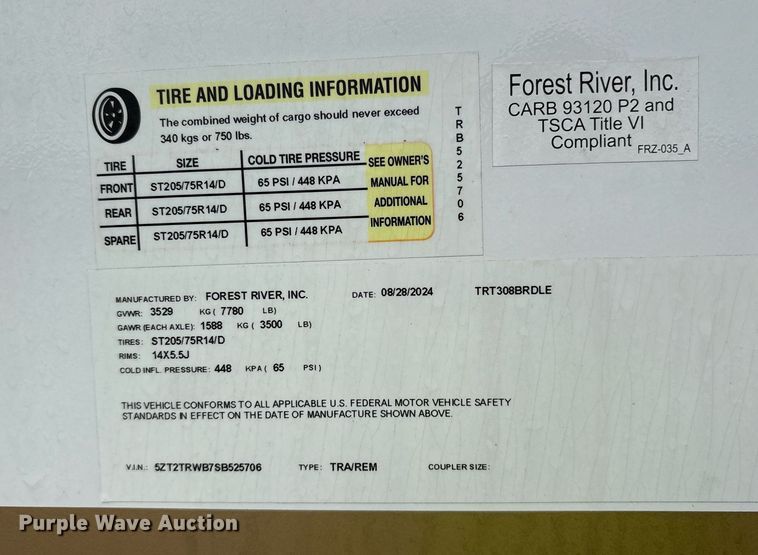 TIRE AND LOADING INFORMATION
The combined weight of cargo should never exceed
340 kgs or 750 lbs.
TIRE SIZE COLD TIRE PRESSURE
FRONT ST205/75R14/D 65 PSI / 448 KPA
REAR ST205/75R14/D 65 PSI / 448 KPA
SPARE ST205/75R14/D 65 PSI / 448 KPA
SEE OWNER'S
MANUAL FOR
ADDITIONAL
INFORMATION
TRB525706
Forest River, Inc.
CARB 93120 P2 and
TSCA Title VI
Compliant FRZ-035_A
MANUFACTURED BY: FOREST RIVER, INC. DATE: 08/28/2024 TRT308BRDLE
GVWR: 3529 KG ( 7780 LB)
GAWR (EACH AXLE): 1588 KG ( 3500 LB)
TIRES: ST205/75R14/D
RIMS: 14X5.5J
COLD INFL. PRESSURE: 448 KPA ( 65 PSI)
THIS VEHICLE CONFORMS TO ALL APPLICABLE U.S. FEDERAL MOTOR VEHICLE SAFETY
STANDARDS IN EFFECT ON THE DATE OF MANUFACTURE SHOWN ABOVE.
V.I.N.: 5ZT2TRWB7SB525706 TYPE: TRA/REM COUPLER SIZE:
Purple Wave Auction